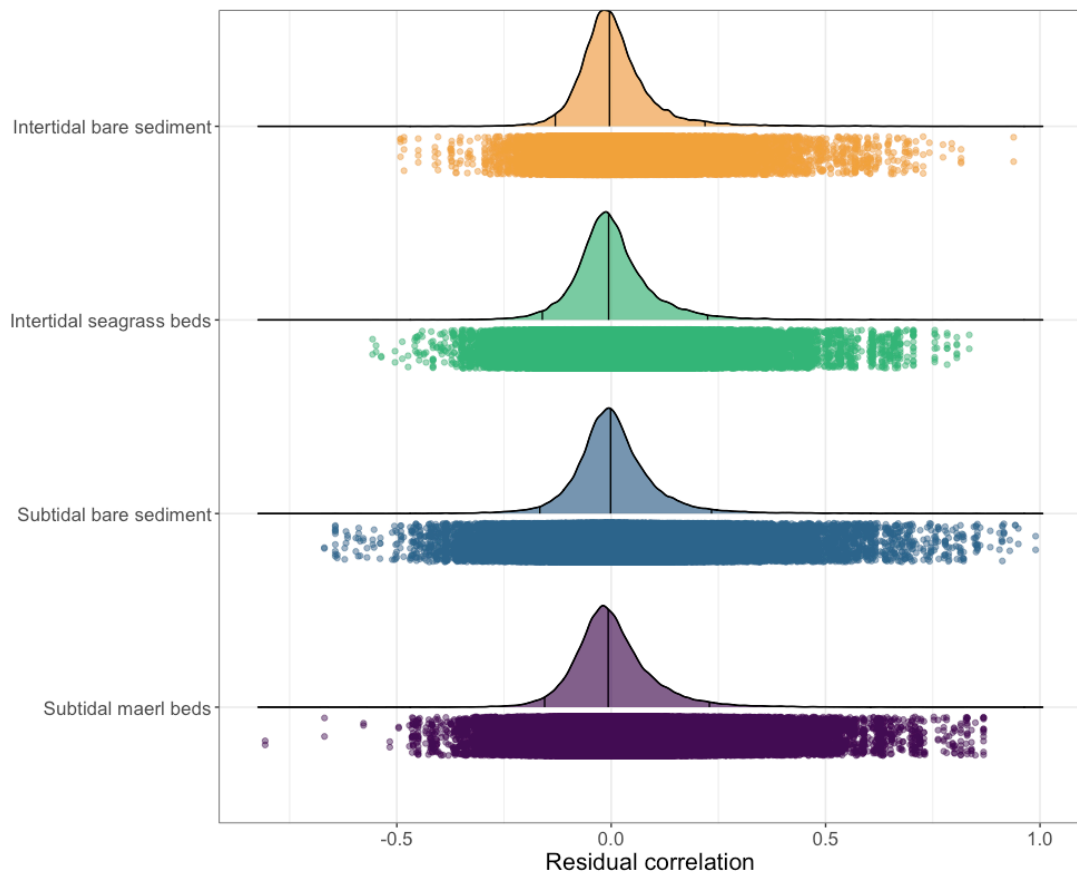 Intertidal bare sediment
Intertidal seagrass beds
Subtidal bare sediment
Subtidal maerl beds
-0.5 0.0 0.5 1.0
Residual correlation